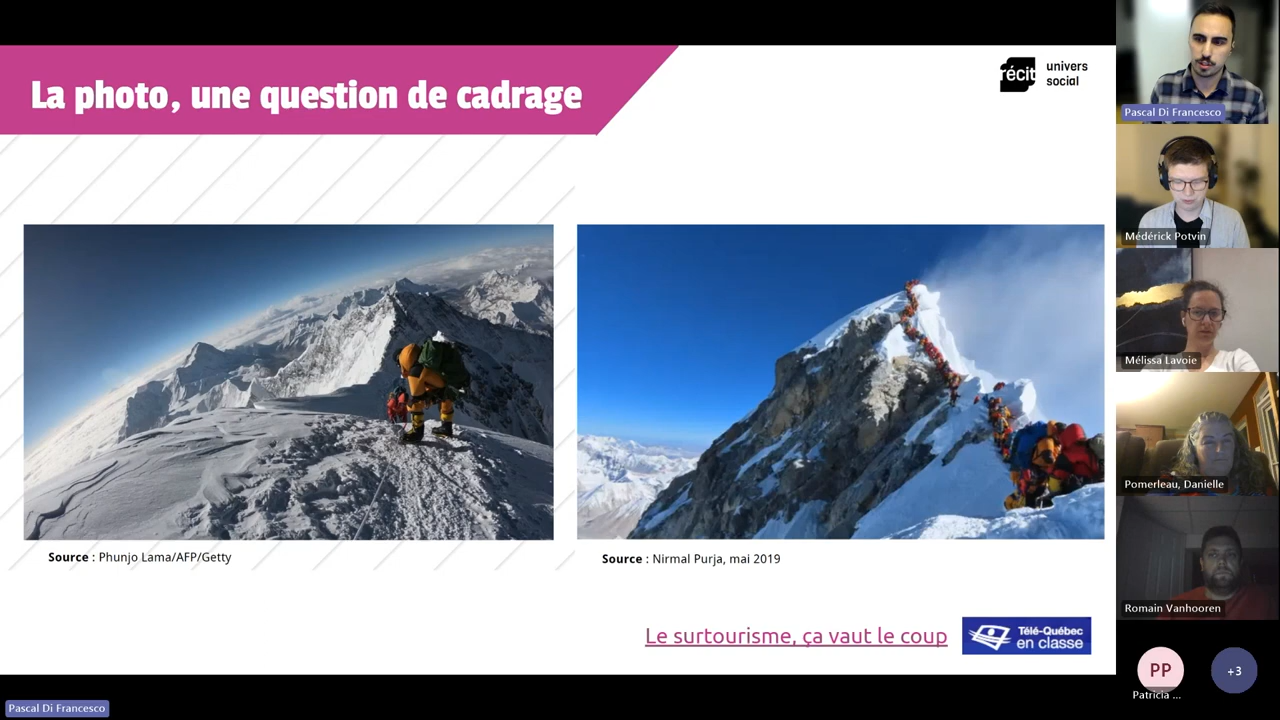 La photo, une question de cadrage
récit
univers
social
Source : Phunjo Lama/AFP/Getty
Source : Nirmal Purja, mai 2019
Le surtourisme, ça vaut le coup
Télé-Québec
en classe
Pascal Di Francesco
Pascal Di Francesco
Médérick Potvin
Mélissa Lavoie
Pomerleau, Danielle
Romain Vanhooren
PP
Patricia ...
+3